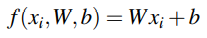 f(xᵢ, W, b) = Wxᵢ + b